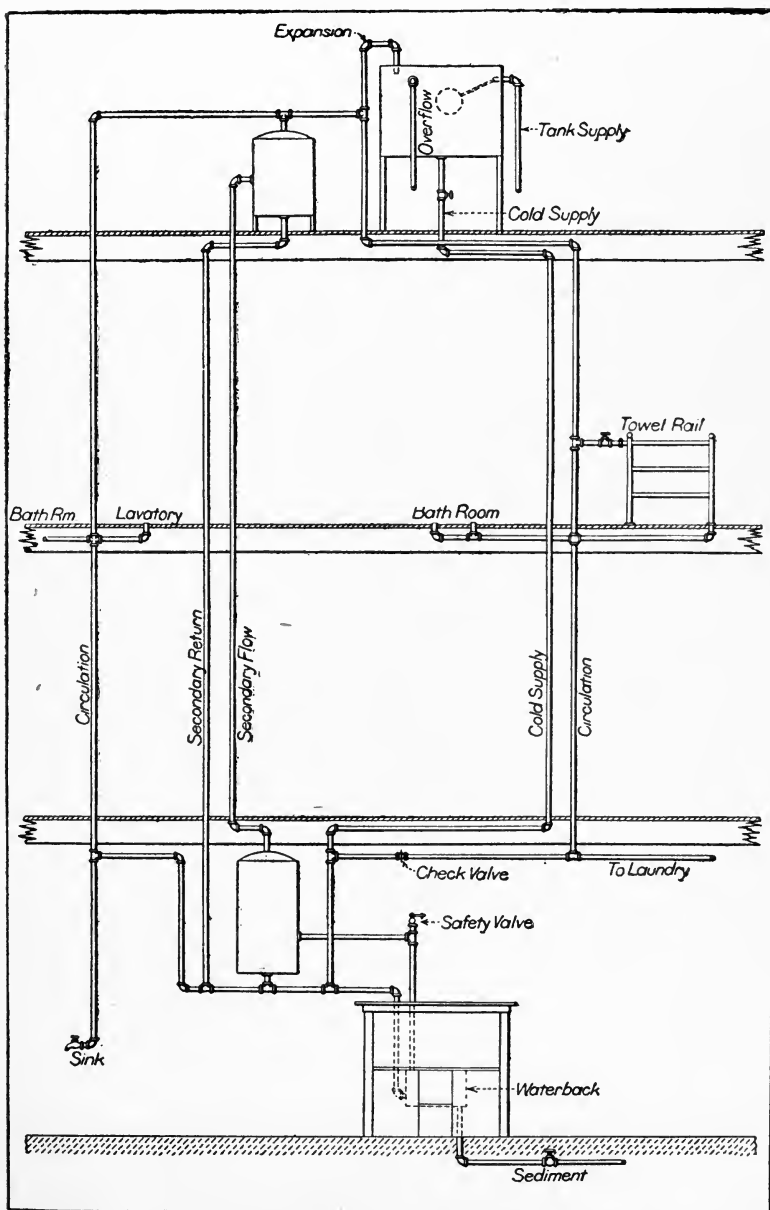 Expansion
Overflow
Tank Supply
Cold Supply
Towel Rail
Bath Rm
Lavatory
Bath Room
Circulation
Secondary Return
Secondary Flow
Cold Supply
Circulation
Check Valve
To Laundry
Safety Valve
Sink
Waterback
Sediment